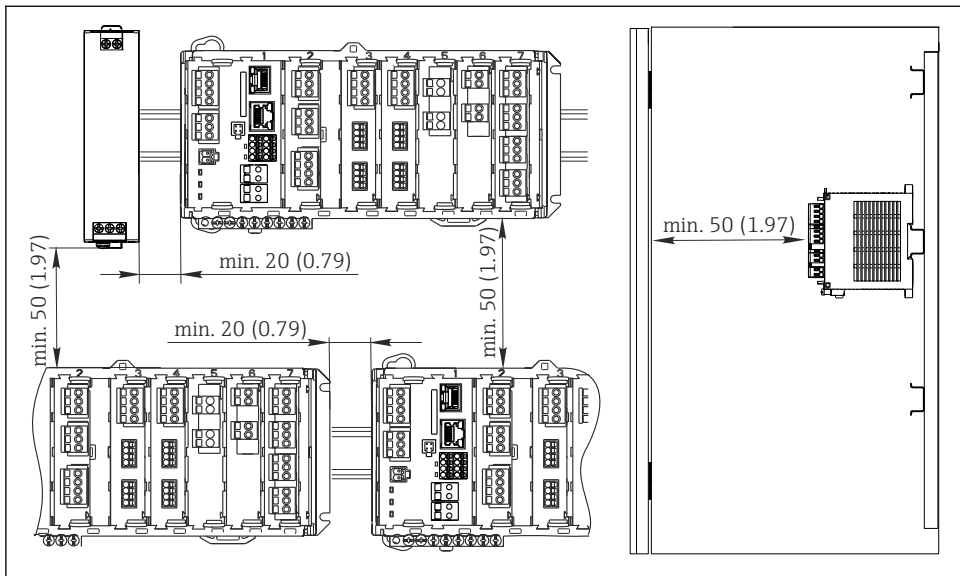 1 2 3 4 5 6 7
min. 50 (1.97)
min. 20 (0.79)
min. 50 (1.97)
min. 50 (1.97)
min. 20 (0.79)
2 3 4 5 6 7
1 2 3